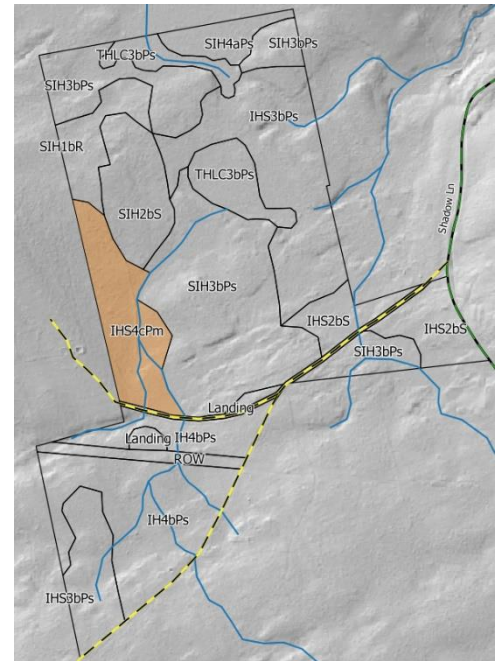 SIH4aPs
SIH3bPs
THLC3bPs
SIH3bPs
IHS3bPs
SIH1bR
THLC3bPs
SIH2bS
Shadow Ln
SIH3bPs
IHS4cPm
IHS2bS
IHS2bS
SIH3bPs
Landing
Landing IH4bPs
ROW
IH4bPs
IHS3bPs